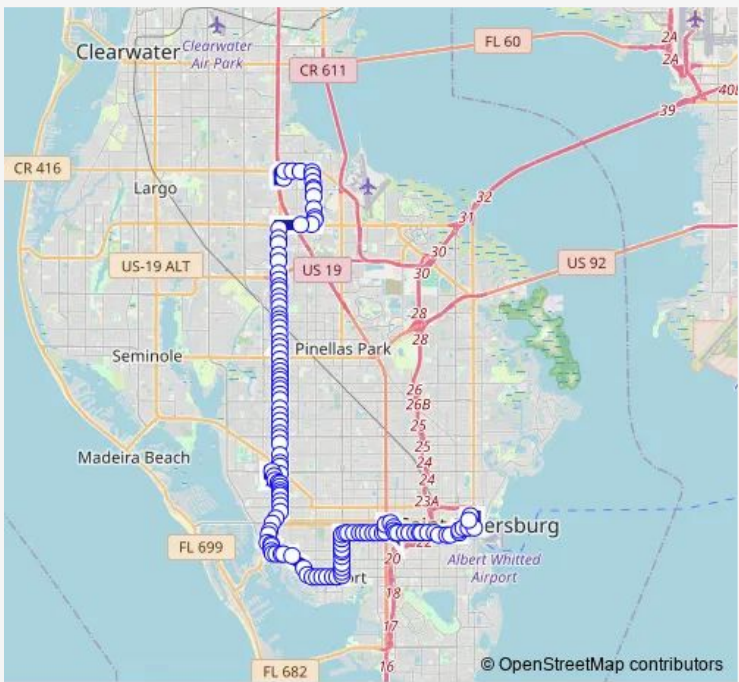 2A
FL 60
Clearwater
Clearwater
Air Park
2A
CR 611
40B
39
CR 416
Largo
32
31
30
US-19 ALT
US 19
30
US 92
28
Seminole
Pinellas Park
28
26
26B
25
25
Madeira Beach
24
24
23A
ersburg
FL 699
22
20
Albert Whitted
Airport
rt
18
17
FL 682
16
© OpenStreetMap contributors